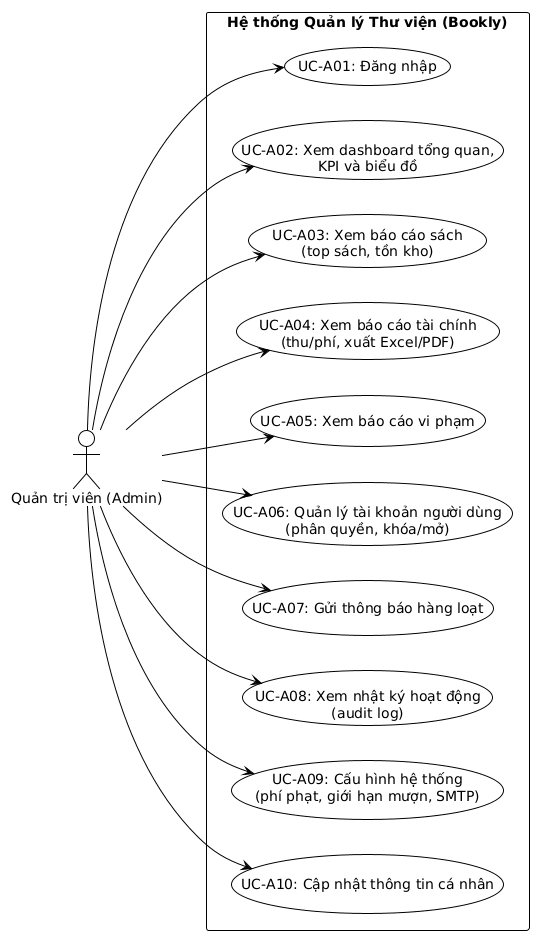 Hệ thống Quản lý Thư viện (Bookly)
UC-A01: Đăng nhập
UC-A02: Xem dashboard tổng quan,
KPI và biểu đồ
UC-A03: Xem báo cáo sách
(top sách, tồn kho)
UC-A04: Xem báo cáo tài chính
(thu/phí, xuất Excel/PDF)
UC-A05: Xem báo cáo vi phạm
Quản trị viên (Admin)
UC-A06: Quản lý tài khoản người dùng
(phân quyền, khóa/mở)
UC-A07: Gửi thông báo hàng loạt
UC-A08: Xem nhật ký hoạt động
(audit log)
UC-A09: Cấu hình hệ thống
(phí phạt, giới hạn mượn, SMTP)
UC-A10: Cập nhật thông tin cá nhân